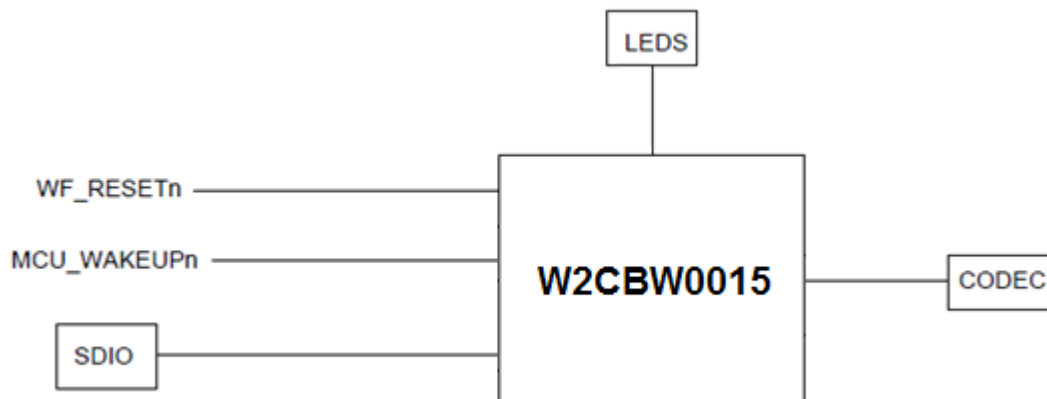 LEDS
WF_RESETn
MCU_WAKEUPn
W2CBW0015
CODEC
SDIO